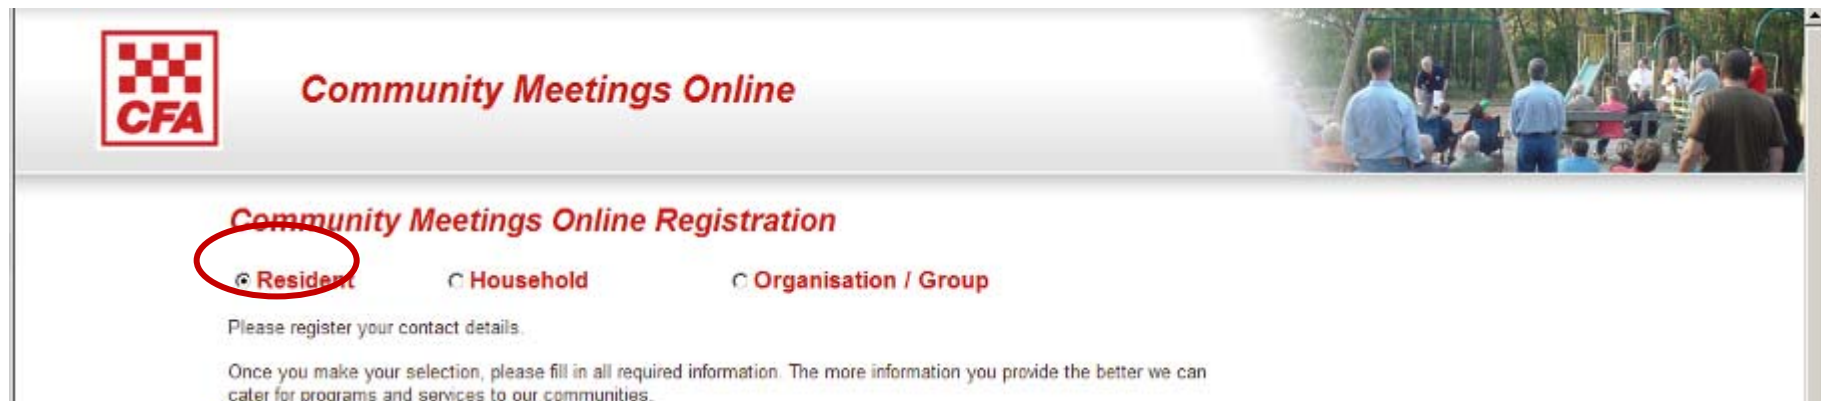 CFA
Community Meetings Online
Community Meetings Online Registration
Resident Household Organisation / Group
Please register your contact details.
Once you make your selection, please fill in all required information. The more information you provide the better we can
cater for programs and services to our communities.